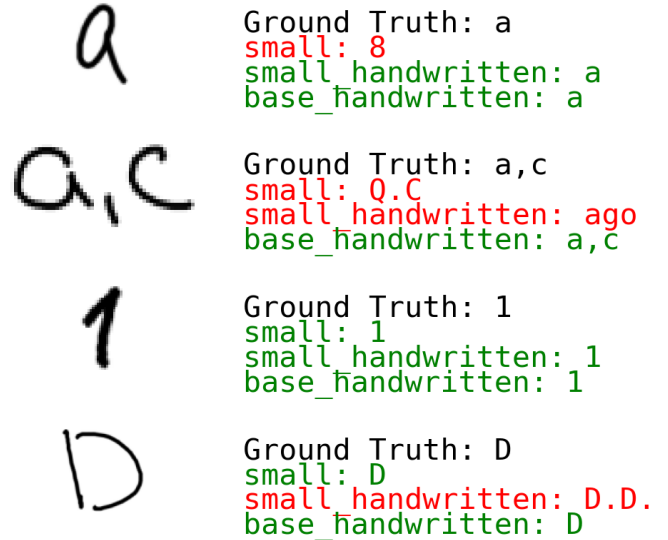 a
Ground Truth: a
small: 8
small_handwritten: a
base_handwritten: a
a,c
Ground Truth: a,c
small: Q.C
small_handwritten: ago
base_handwritten: a,c
1
Ground Truth: 1
small: 1
small_handwritten: 1
base_handwritten: 1
D
Ground Truth: D
small: D
small_handwritten: D.D.
base_handwritten: D